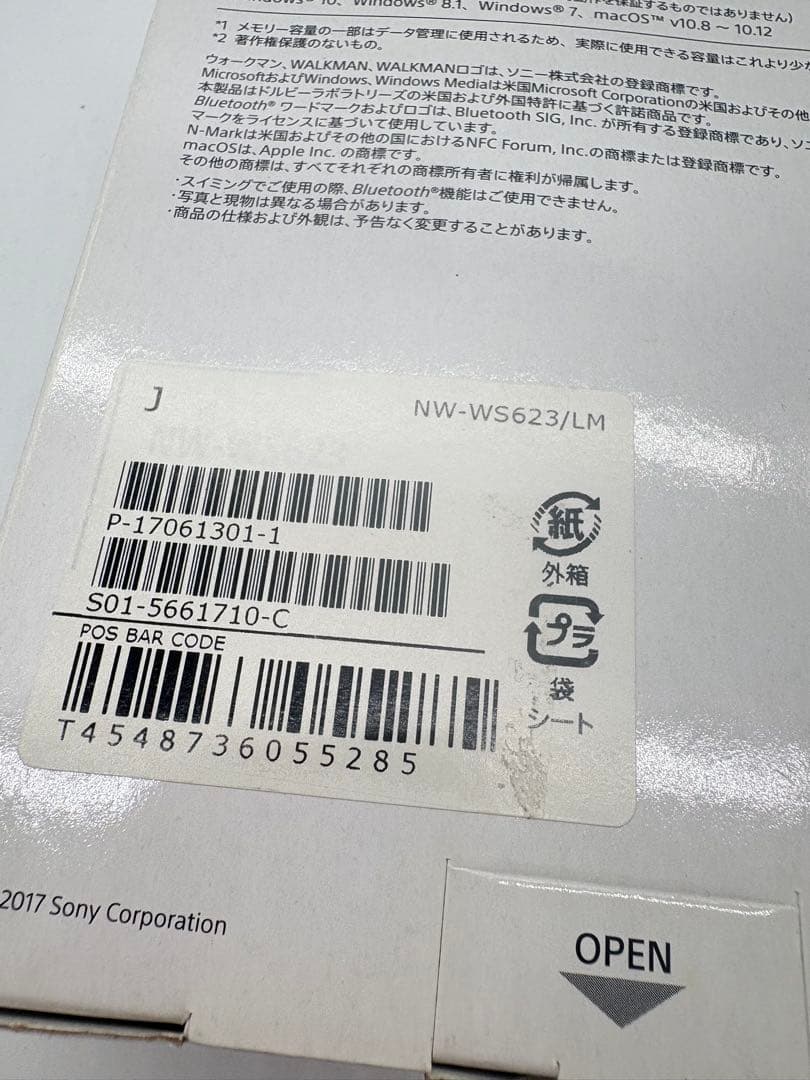 を保証するものではありません)
Windows® 10、Windows® 8.1、Windows® 7、macOS™ v10.8 ~ 10.12
*1 メモリー容量の一部はデータ管理に使用されるため、実際に使用できる容量はこれより少
*2 著作権保護のないもの。
ウォークマン、WALKMAN、WALKMANロゴは、ソニー株式会社の登録商標です。
MicrosoftおよびWindows、Windows Mediaは米国Microsoft Corporationの米国およびその他
本製品はドルビーラボラトリーズの米国および外国特許に基づく許諾商品です。
Bluetooth® ワードマークおよびロゴは、Bluetooth SIG, Inc. が所有する登録商標であり、ソニ
マークをライセンスに基づいて使用しています。
N-Markは米国およびその他の国におけるNFC Forum, Inc.の商標または登録商標です。
macOSは、Apple Inc. の商標です。
その他の商標は、すべてそれぞれの商標所有者に権利が帰属します。
・スイミングでご使用の際、Bluetooth®機能はご使用できません。
・写真と現物は異なる場合があります。
・商品の仕様および外観は、予告なく変更することがあります。
J
NW-WS623/LM
P-17061301-1
S01-5661710-C
POS BAR CODE
T4548736055285
紙
外箱
プラ
袋
シート
2017 Sony Corporation
OPEN